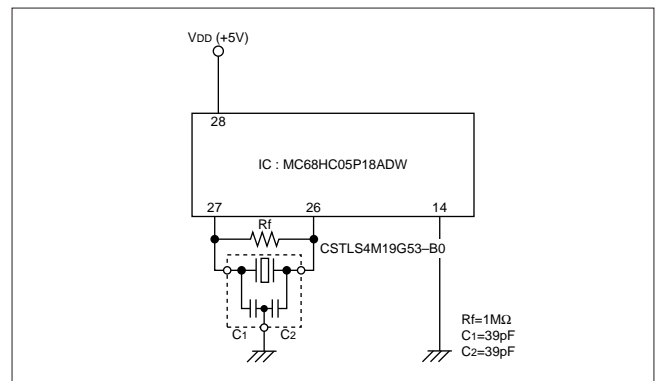 VDD (+5V)
28
IC : MC68HC05P18ADW
27
26
14
Rf
CSTLS4M19G53–B0
C1
C2
Rf=1MΩ
C1=39pF
C2=39pF